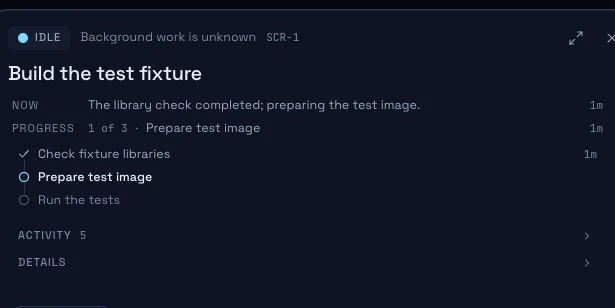 IDLE Background work is unknown SCR-1
Build the test fixture
NOW The library check completed; preparing the test image. 1m
PROGRESS 1 of 3 · Prepare test image 1m
Check fixture libraries 1m
Prepare test image
Run the tests
ACTIVITY 5
DETAILS